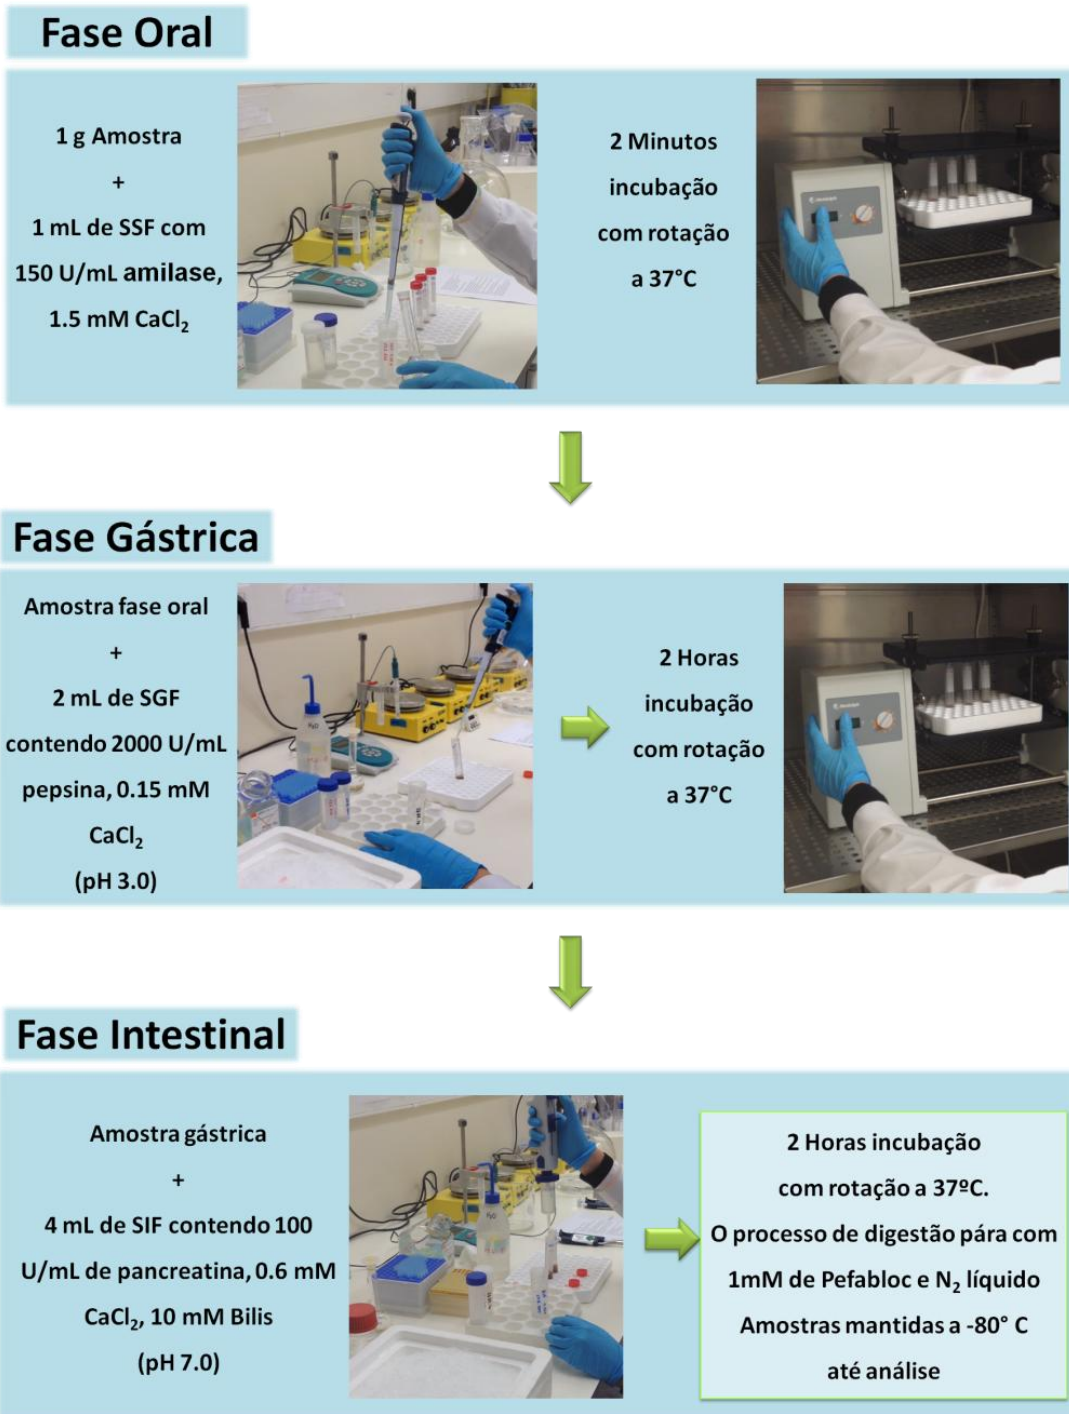 Fase Oral
1 g Amostra
+
1 mL de SSF com
150 U/mL amilase,
1.5 mM CaCl₂
2 Minutos
incubação
com rotação
a 37°C
Fase Gástrica
Amostra fase oral
+
2 mL de SGF
contendo 2000 U/mL
pepsina, 0.15 mM
CaCl₂
(pH 3.0)
2 Horas
incubação
com rotação
a 37°C
Fase Intestinal
Amostra gástrica
+
4 mL de SIF contendo 100
U/mL de pancreatina, 0.6 mM
CaCl₂, 10 mM Bilis
(pH 7.0)
2 Horas incubação
com rotação a 37ºC.
O processo de digestão pára com
1mM de Pefabloc e N₂ líquido
Amostras mantidas a -80° C
até análise